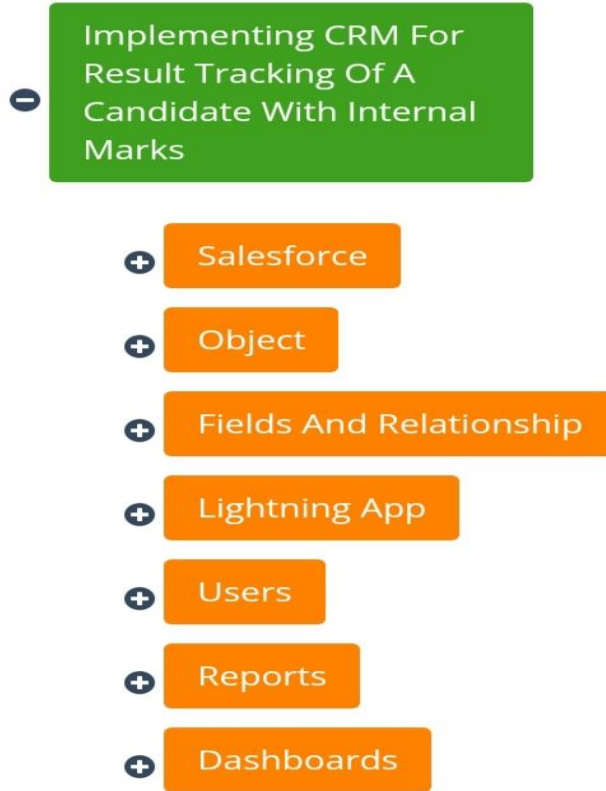 Implementing CRM For
Result Tracking Of A
Candidate With Internal
Marks
Salesforce
Object
Fields And Relationship
Lightning App
Users
Reports
Dashboards